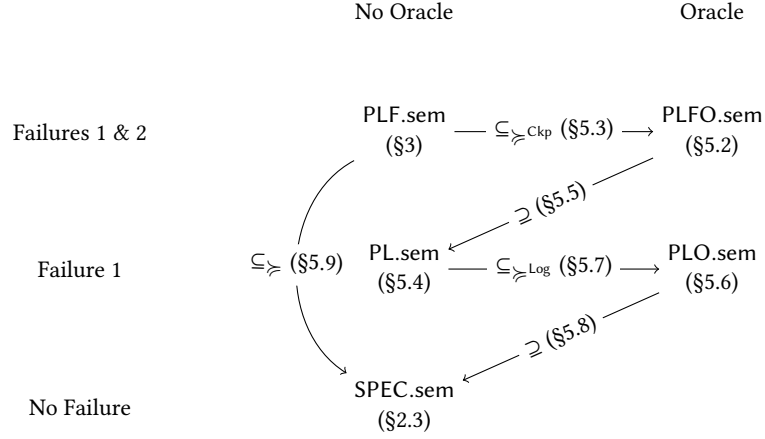 No Oracle Oracle
Failures 1 & 2 PLF.sem ⊆≽Ckp (§5.3) PLFO.sem
(§3) (§5.2)
⊇ (§5.5)
Failure 1 ⊆≽ (§5.9) PL.sem ⊆≽Log (§5.7) PLO.sem
(§5.4) (§5.6)
⊇ (§5.8)
No Failure SPEC.sem
(§2.3)